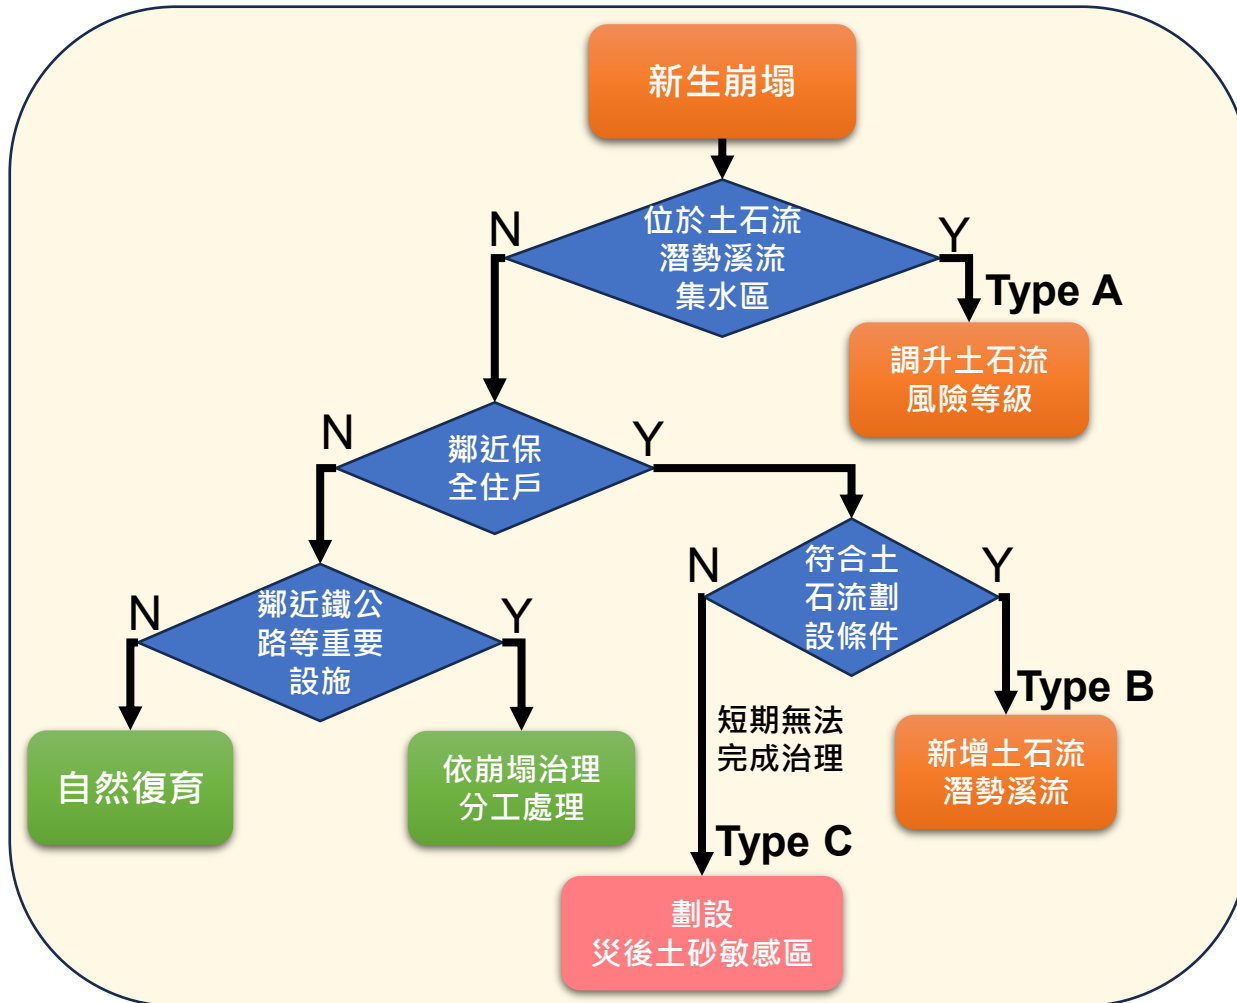 新生崩塌
位於土石流
潛勢溪流
集水區
N
Y
Type A
調升土石流
風險等級
鄰近保
全住戶
N
Y
符合土
石流劃
設條件
N
Y
鄰近鐵公
路等重要
設施
N
Y
Type B
短期無法
完成治理
新增土石流
潛勢溪流
自然復育
依崩塌治理
分工處理
Type C
劃設
災後土砂敏感區